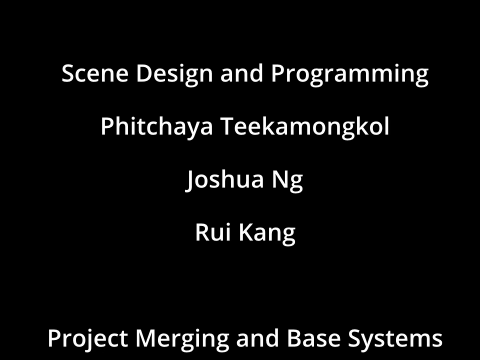 Scene Design and Programming
Phitchaya Teekamongkol
Joshua Ng
Rui Kang
Project Merging and Base Systems